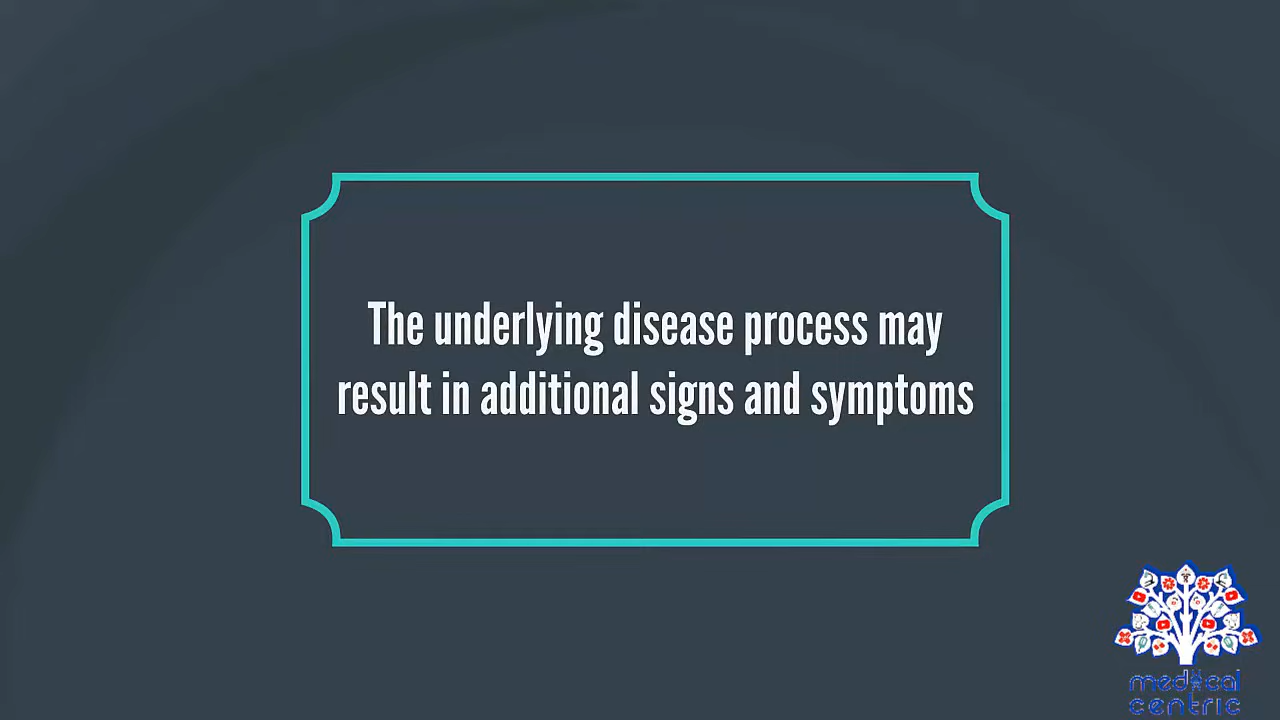 The underlying disease process may
result in additional signs and symptoms
medical
centric